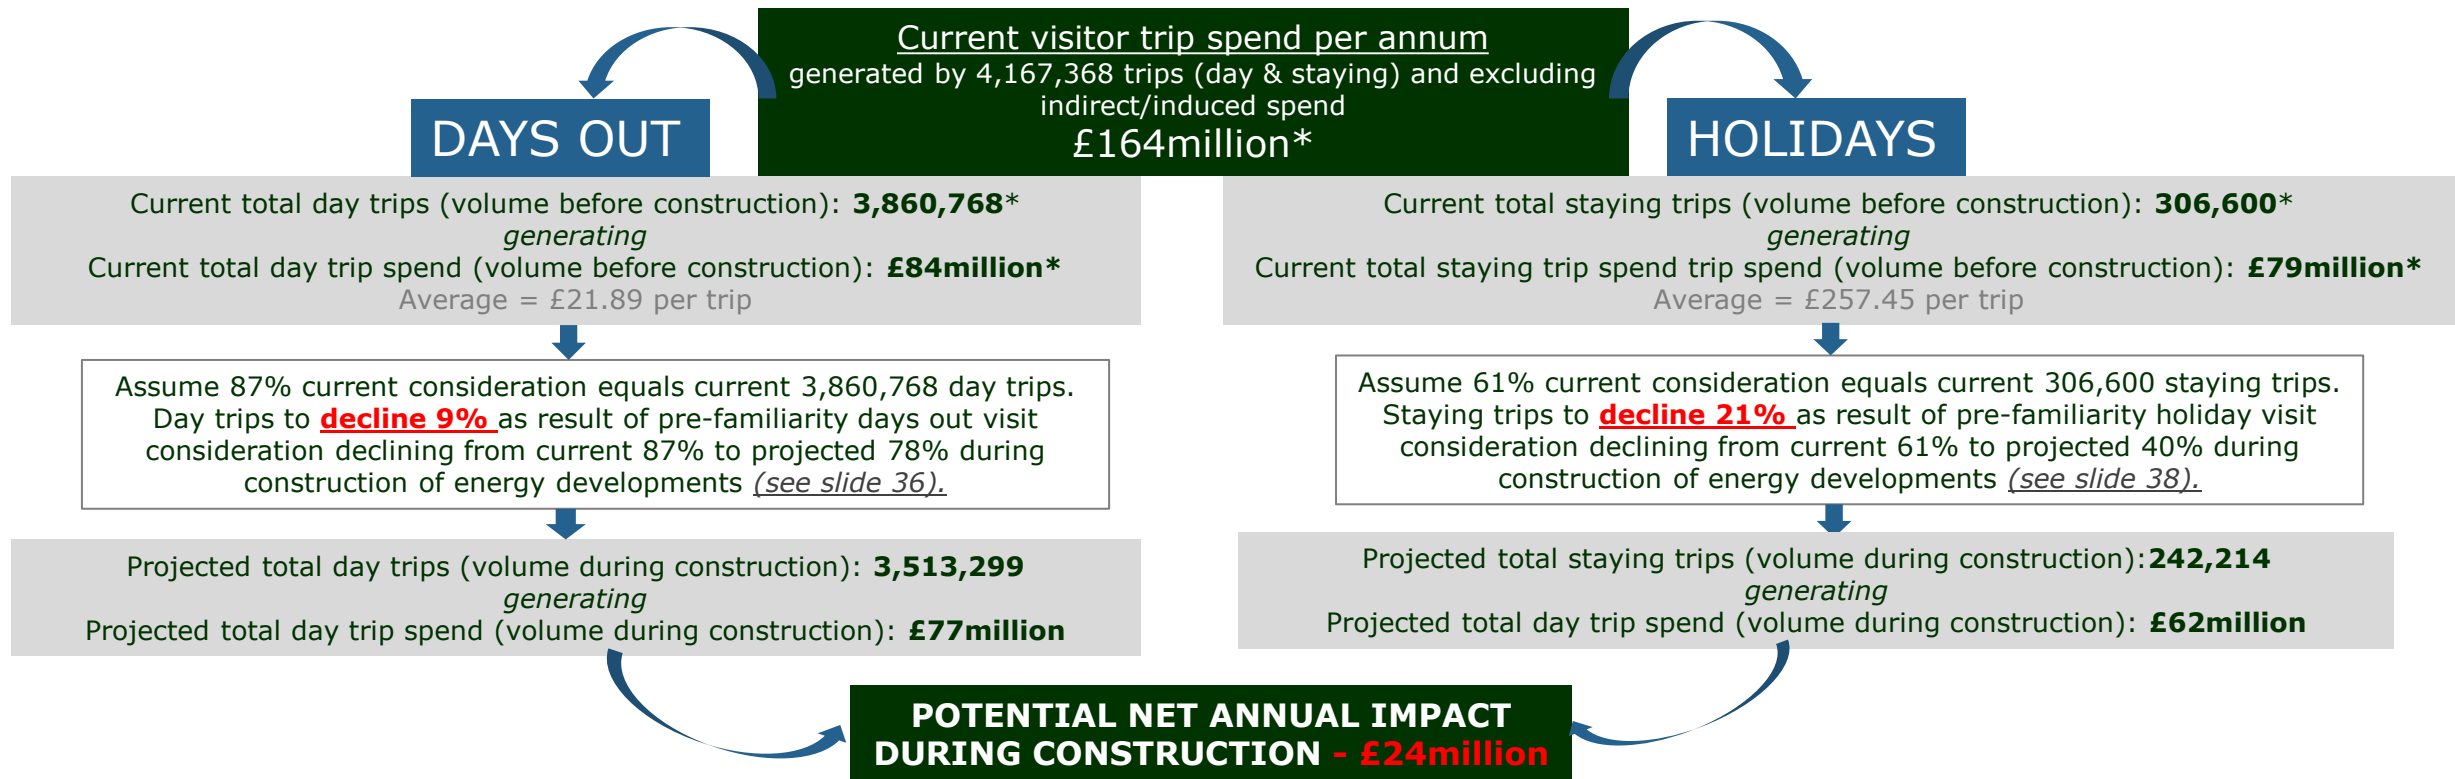 Current visitor trip spend per annum
generated by 4,167,368 trips (day & staying) and excluding
indirect/induced spend
£164million*
DAYS OUT
Current total day trips (volume before construction): 3,860,768*
generating
Current total day trip spend (volume before construction): £84million*
Average = £21.89 per trip
Assume 87% current consideration equals current 3,860,768 day trips.
Day trips to decline 9% as result of pre-familiarity days out visit
consideration declining from current 87% to projected 78% during
construction of energy developments (see slide 36).
Projected total day trips (volume during construction): 3,513,299
generating
Projected total day trip spend (volume during construction): £77million
HOLIDAYS
Current total staying trips (volume before construction): 306,600*
generating
Current total staying trip spend trip spend (volume before construction): £79million*
Average = £257.45 per trip
Assume 61% current consideration equals current 306,600 staying trips.
Staying trips to decline 21% as result of pre-familiarity holiday visit
consideration declining from current 61% to projected 40% during
construction of energy developments (see slide 38).
Projected total staying trips (volume during construction):242,214
generating
Projected total day trip spend (volume during construction): £62million
POTENTIAL NET ANNUAL IMPACT
DURING CONSTRUCTION - £24million